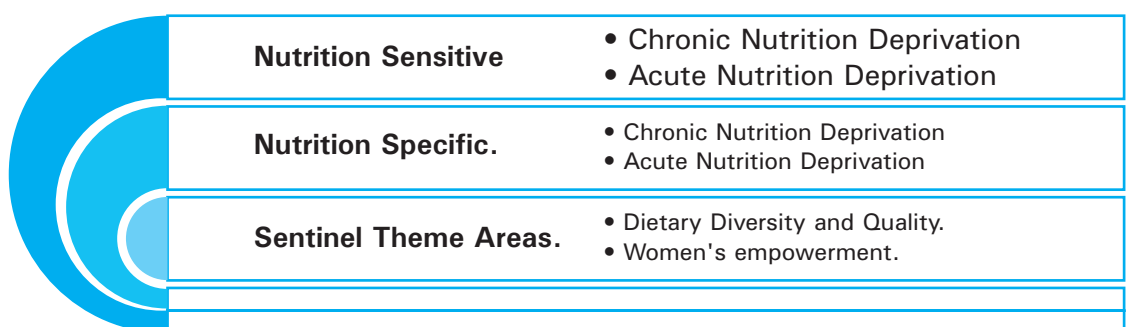 Nutrition Sensitive
• Chronic Nutrition Deprivation
• Acute Nutrition Deprivation
Nutrition Specific.
• Chronic Nutrition Deprivation
• Acute Nutrition Deprivation
Sentinel Theme Areas.
• Dietary Diversity and Quality.
• Women's empowerment.